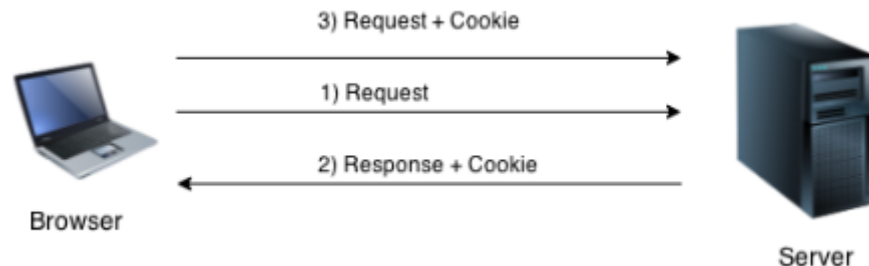 3) Request + Cookie
1) Request
2) Response + Cookie
Browser
Server